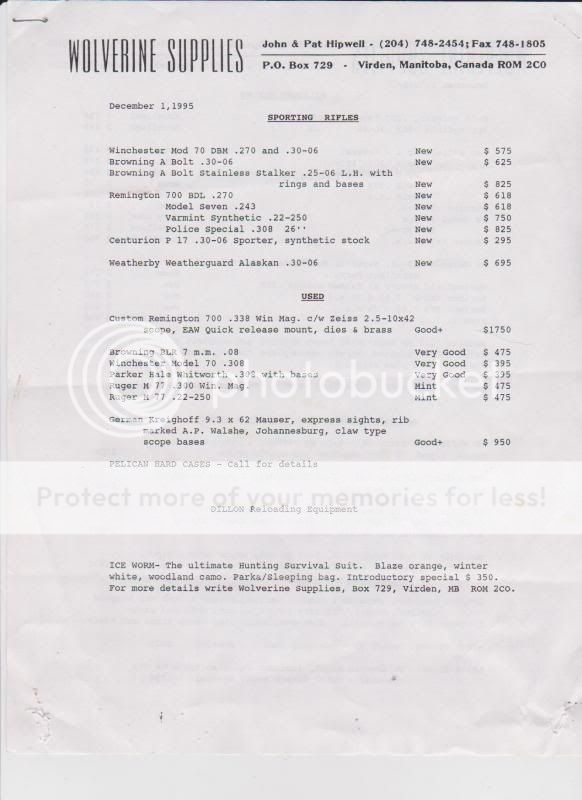 WOLVERINE SUPPLIES
John & Pat Hipwell - (204) 748-2454; Fax 748-1805
P.O. Box 729 - Virden, Manitoba, Canada R0M 2C0
December 1,1995
SPORTING RIFLES
Winchester Mod 70 DBM .270 and .30-06 New $ 575
Browning A Bolt .30-06 New $ 625
Browning A Bolt Stainless Stalker .25-06 L.H. with
rings and bases New $ 825
Remington 700 BDL .270 New $ 618
Model Seven .243 New $ 618
Varmint Synthetic .22-250 New $ 750
Police Special .308 26'' New $ 825
Centurion P 17 .30-06 Sporter, synthetic stock New $ 295
Weatherby Weatherguard Alaskan .30-06 New $ 695
USED
Custom Remington 700 .338 Win Mag. c/w Zeiss 2.5-10x42
scope, EAW Quick release mount, dies & brass Good+ $1750
Browning BLR 7 m.m. .08 Very Good $ 475
Winchester Model 70 .308 Very Good $ 395
Parker Hale Whitworth .308 with bases Very Good $ 395
Ruger M 77 .300 Win. Mag. Mint $ 475
Ruger M 77 .22-250 Mint $ 475
German Kreighoff 9.3 x 62 Mauser, express sights, rib
marked A.P. Walshe, Johannesburg, claw type
scope bases Good+ $ 950
PELICAN HARD CASES - Call for details
photobucket
Protect more of your memories for less!
DILLON Reloading Equipment
ICE WORM- The ultimate Hunting Survival Suit. Blaze orange, winter
white, woodland camo. Parka/Sleeping bag. Introductory special $ 350.
For more details write Wolverine Supplies, Box 729, Virden, MB ROM 2CO.